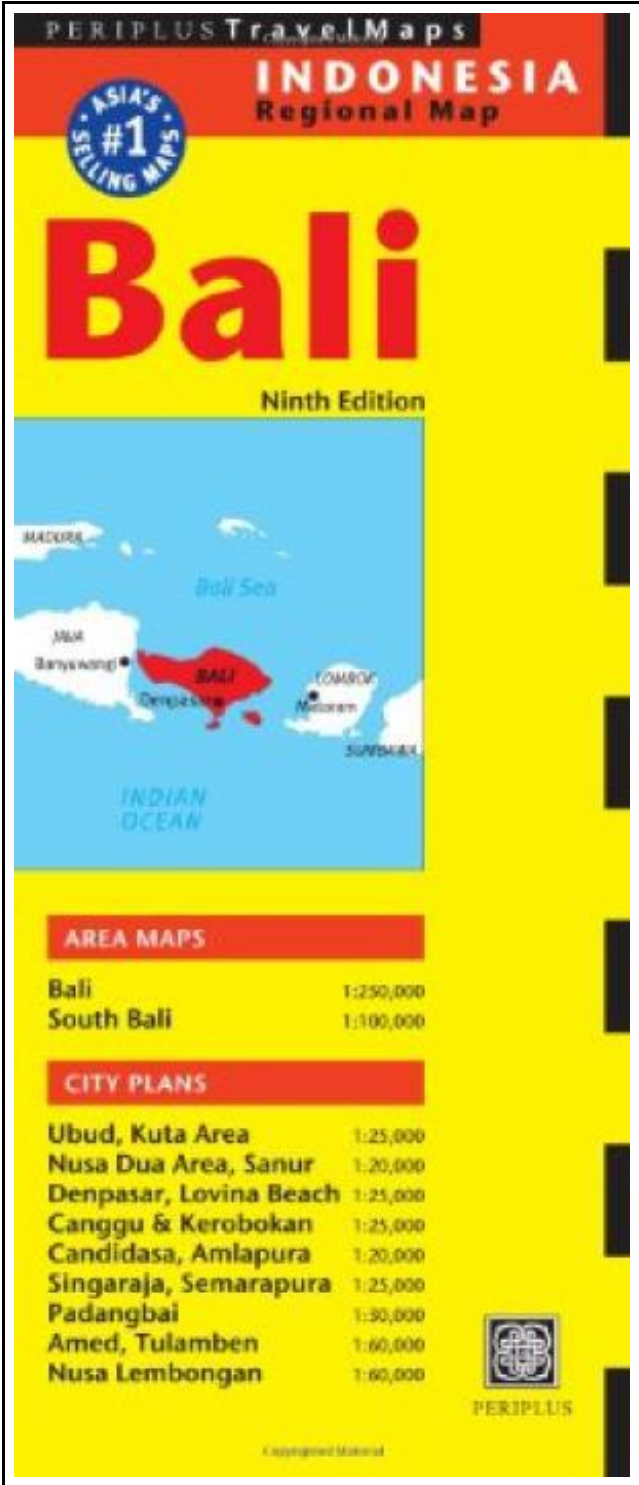 PERIPLUS TravelMaps
INDONESIA
Regional Map
ASIA'S
#1
SELLING MAPS
Bali
Ninth Edition
MADURA
Bali Sea
JAVA
Banyuwangi
BALI
Denpasar
LOMBOK
Mataram
SUMBAWA
INDIAN
OCEAN
AREA MAPS
Bali 1:250,000
South Bali 1:100,000
CITY PLANS
Ubud, Kuta Area 1:25,000
Nusa Dua Area, Sanur 1:20,000
Denpasar, Lovina Beach 1:25,000
Canggu & Kerobokan 1:25,000
Candidasa, Amlapura 1:20,000
Singaraja, Semarapura 1:25,000
Padangbai 1:30,000
Amed, Tulamben 1:60,000
Nusa Lembongan 1:60,000
PERIPLUS
Copyrighted Material